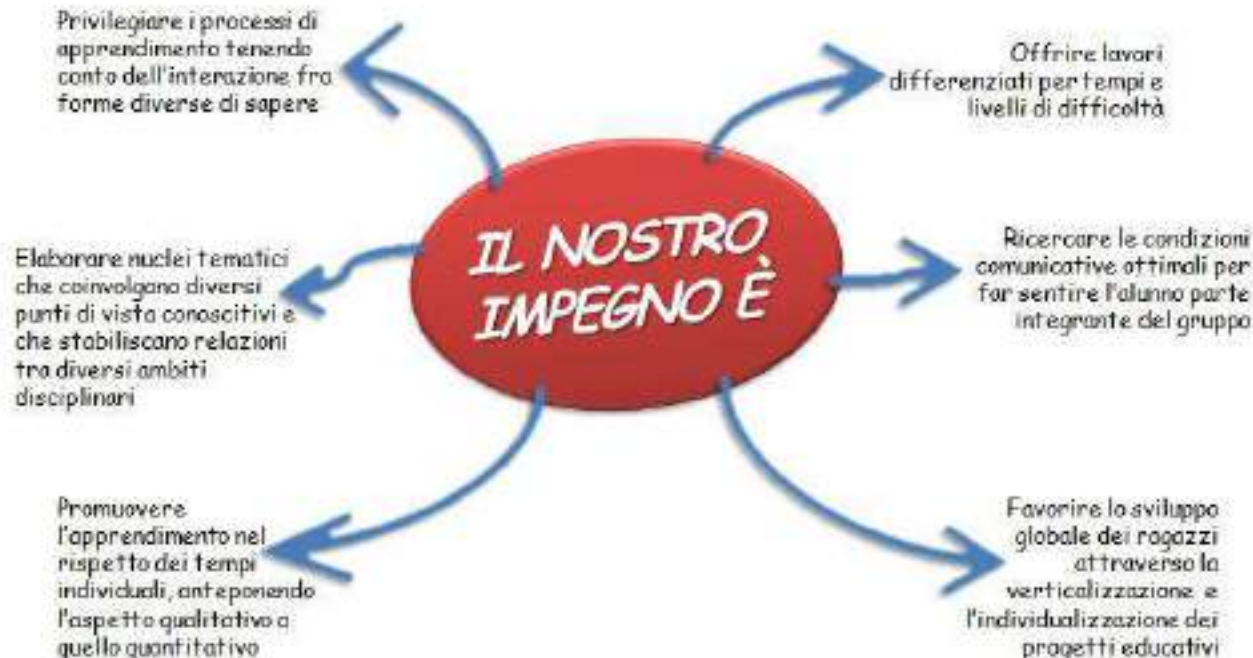 Privilegiare i processi di
apprendimento tenendo
conto dell'interazione fra
forme diverse di sapere
Offrire lavori
differenziati per tempi e
livelli di difficoltà
IL NOSTRO
IMPEGNO È
Elaborare nuclei tematici
che coinvolgano diversi
punti di vista conoscitivi e
che stabiliscano relazioni
tra diversi ambiti
disciplinari
Ricercare le condizioni
comunicative ottimali per
far sentire l'alunno parte
integrante del gruppo
Promuovere
l'apprendimento nel
rispetto dei tempi
individuali, anteponendo
l'aspetto qualitativo a
quello quantitativo
Favorire lo sviluppo
globale dei ragazzi
attraverso la
verticalizzazione e
l'individualizzazione dei
progetti educativi